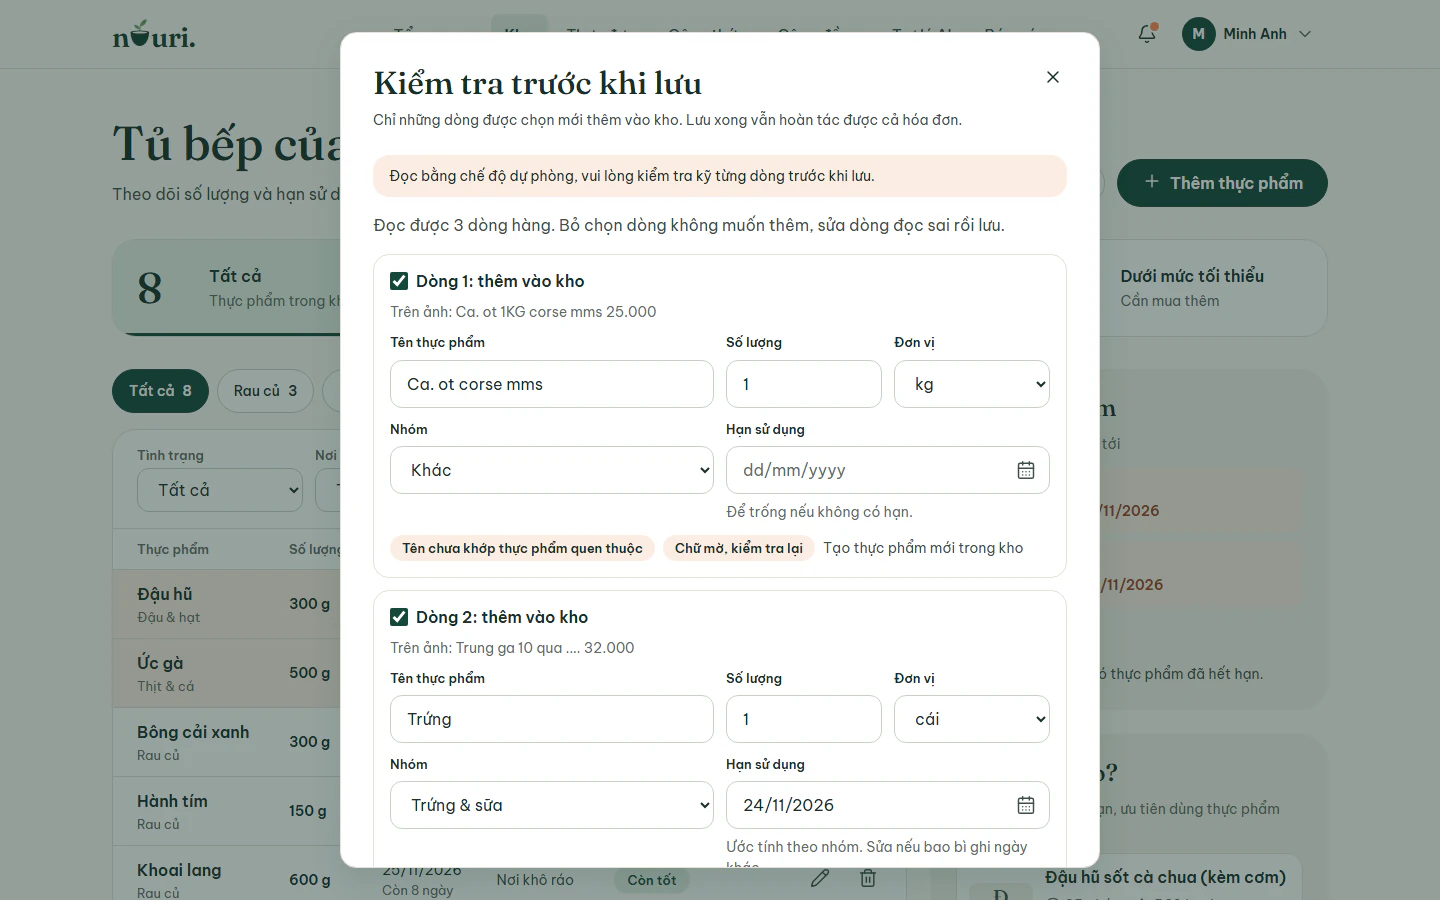 nouri.
M
Minh Anh
Tủ bếp của
Theo dõi số lượng và hạn sử d
Thêm thực phẩm
8
Tất cả
Thực phẩm trong kh
Dưới mức tối thiểu
Cần mua thêm
Tất cả 8
Rau củ 3
Tình trạng
Nơi
Tất cả
Thực phẩm
Số lượng
Đậu hũ
Đậu & hạt
300 g
Ức gà
Thịt & cá
500 g
Bông cải xanh
Rau củ
300 g
Hành tím
Rau củ
150 g
Khoai lang
Rau củ
600 g
25/11/2026
Còn 8 ngày
Nơi khô ráo
Còn tốt
Kiểm tra trước khi lưu
Chỉ những dòng được chọn mới thêm vào kho. Lưu xong vẫn hoàn tác được cả hóa đơn.
Đọc bằng chế độ dự phòng, vui lòng kiểm tra kỹ từng dòng trước khi lưu.
Đọc được 3 dòng hàng. Bỏ chọn dòng không muốn thêm, sửa dòng đọc sai rồi lưu.
Dòng 1: thêm vào kho
Trên ảnh: Ca. ot 1KG corse mms 25.000
Tên thực phẩm
Số lượng
Đơn vị
Ca. ot corse mms
1
kg
Nhóm
Hạn sử dụng
Khác
dd/mm/yyyy
Để trống nếu không có hạn.
Tên chưa khớp thực phẩm quen thuộc
Chữ mờ, kiểm tra lại
Tạo thực phẩm mới trong kho
Dòng 2: thêm vào kho
Trên ảnh: Trung ga 10 qua .... 32.000
Tên thực phẩm
Số lượng
Đơn vị
Trứng
1
cái
Nhóm
Hạn sử dụng
Trứng & sữa
24/11/2026
Ước tính theo nhóm. Sửa nếu bao bì ghi ngày
m
tới
/11/2026
/11/2026
ó thực phẩm đã hết hạn.
o?
ạn, ưu tiên dùng thực phẩm
Đậu hũ sốt cà chua (kèm cơm)